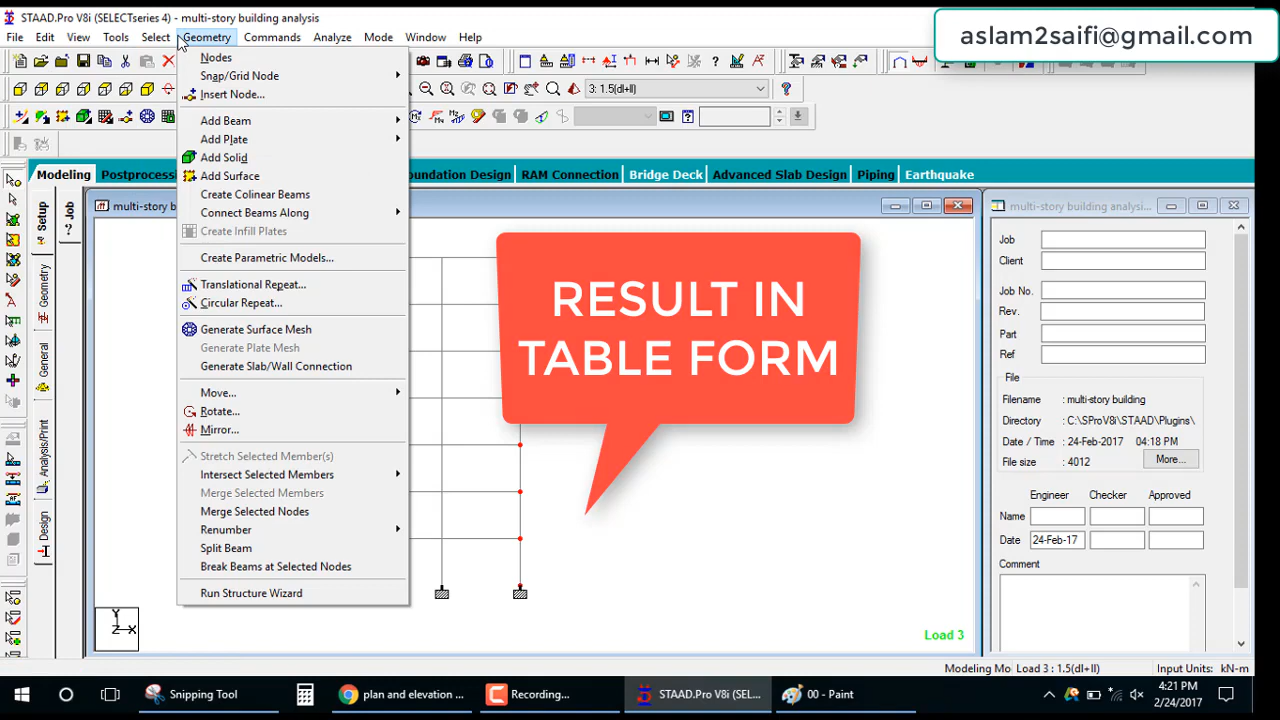 STAAD.Pro V8i (SELECTseries 4) - multi-story building analysis
aslam2saifi@gmail.com
File Edit View Tools Select Geometry Commands Analyze Mode Window Help
Nodes
Snap/Grid Node
Insert Node...
Add Beam
Add Plate
Add Solid
Add Surface
Create Colinear Beams
Connect Beams Along
Create Infill Plates
Create Parametric Models...
Translational Repeat...
Circular Repeat...
Generate Surface Mesh
Generate Plate Mesh
Generate Slab/Wall Connection
Move...
Rotate...
Mirror...
Stretch Selected Member(s)
Intersect Selected Members
Merge Selected Members
Merge Selected Nodes
Renumber
Split Beam
Break Beams at Selected Nodes
Run Structure Wizard
3: 1.5(dl+ll)
Modeling Postprocess oundation Design RAM Connection Bridge Deck Advanced Slab Design Piping Earthquake
Setup
Job
Geometry
General
Analysis/Print
Design
multi-story b
RESULT IN
TABLE FORM
Y
Z X
Load 3
multi-story building analysis...
Job
Client
Job No.
Rev.
Part
Ref
File
Filename : multi-story building
Directory : C:\SProV8i\STAAD\Plugins\
Date / Time : 24-Feb-2017 04:18 PM
File size : 4012 More...
Engineer Checker Approved
Name
Date 24-Feb-17
Comment
Modeling Mo Load 3 : 1.5(dl+ll) Input Units: kN-m
Snipping Tool
plan and elevation ...
Recording...
STAAD.Pro V8i (SEL...
00 - Paint
4:21 PM
2/24/2017